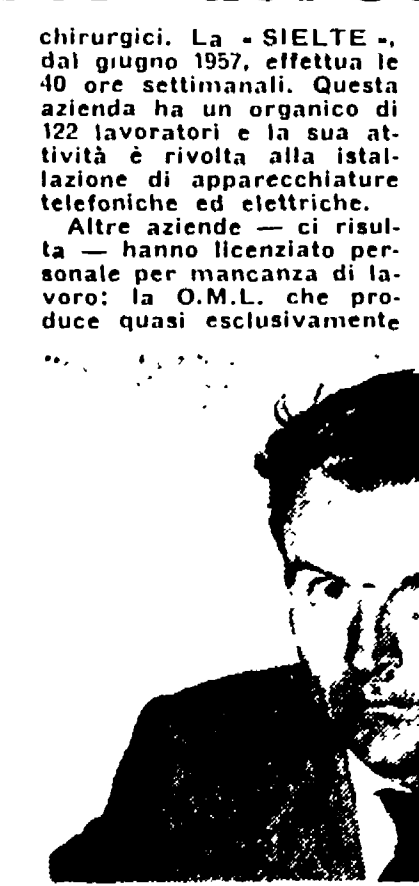 chirurgici. La « SIELTE »,
dal giugno 1957, effettua le
40 ore settimanali. Questa
azienda ha un organico di
122 lavoratori e la sua at-
tività è rivolta alla istal-
lazione di apparecchiature
telefoniche ed elettriche.
Altre aziende — ci risul-
ta — hanno licenziato per-
sonale per mancanza di la-
voro: la O.M.L. che pro-
duce quasi esclusivamente